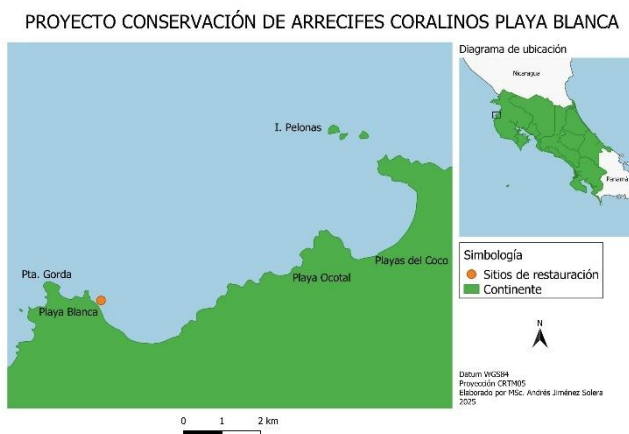 PROYECTO CONSERVACIÓN DE ARRECIFES CORALINOS PLAYA BLANCA
Diagrama de ubicación
Nicaragua
Panamá
I. Pelonas
Playas del Coco
Playa Ocotal
Pta. Gorda
Playa Blanca
Simbología
Sitios de restauración
Continente
N
Datum WGS84
Proyección CRTM05
Elaborado por MSc. Andrés Jiménez Solera
2025
0 1 2 km